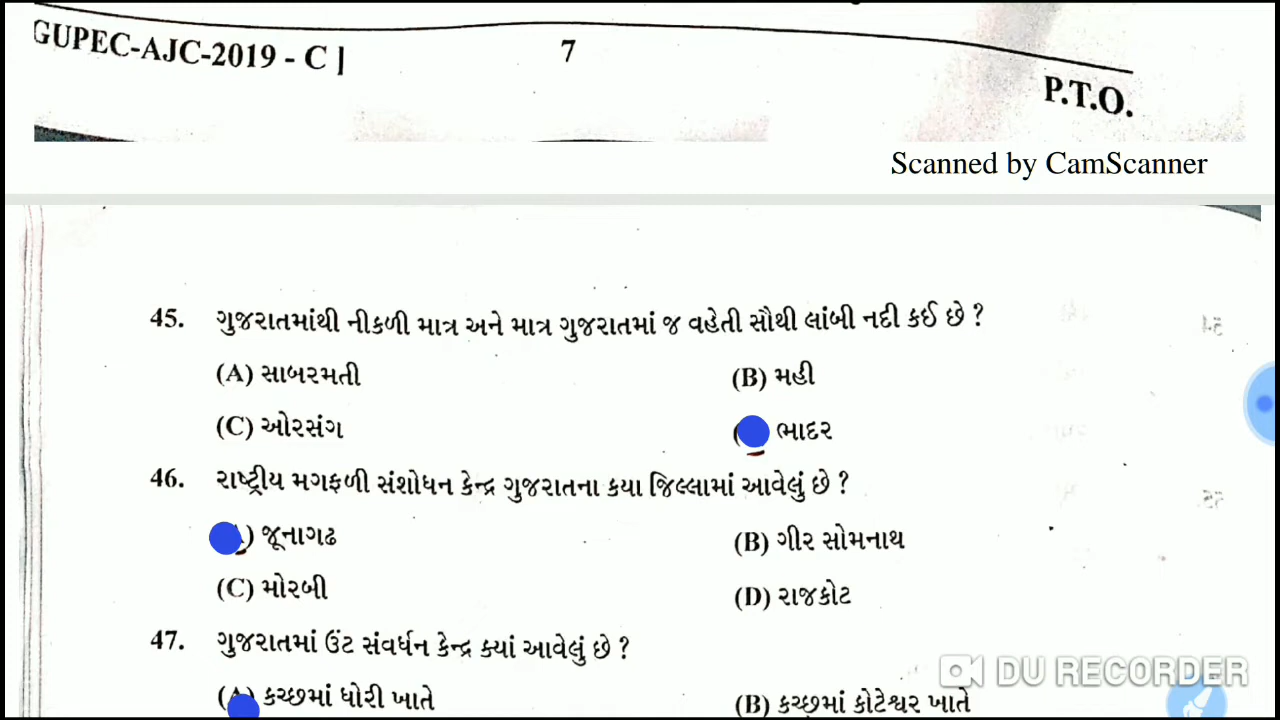 GUPEC-AJC-2019 - C]
7
P.T.O.
Scanned by CamScanner
45. ગુજરાતમાંથી નીકળી માત્ર અને માત્ર ગુજરાતમાં જ વહેતી સૌથી લાંબી નદી કઈ છે ?
(A) સાબરમતી (B) મહી
(C) ઓરસંગ ( ભાદર
46. રાષ્ટ્રીય મગફળી સંશોધન કેન્દ્ર ગુજરાતના કયા જિલ્લામાં આવેલું છે ?
) જૂનાગઢ (B) ગીર સોમનાથ
(C) મોરબી (D) રાજકોટ
47. ગુજરાતમાં ઉંટ સંવર્ધન કેન્દ્ર ક્યાં આવેલું છે ?
(A) કચ્છમાં ધોરી ખાતે (B) કચ્છમાં કોટેશ્વર ખાતે
DU RECORDER